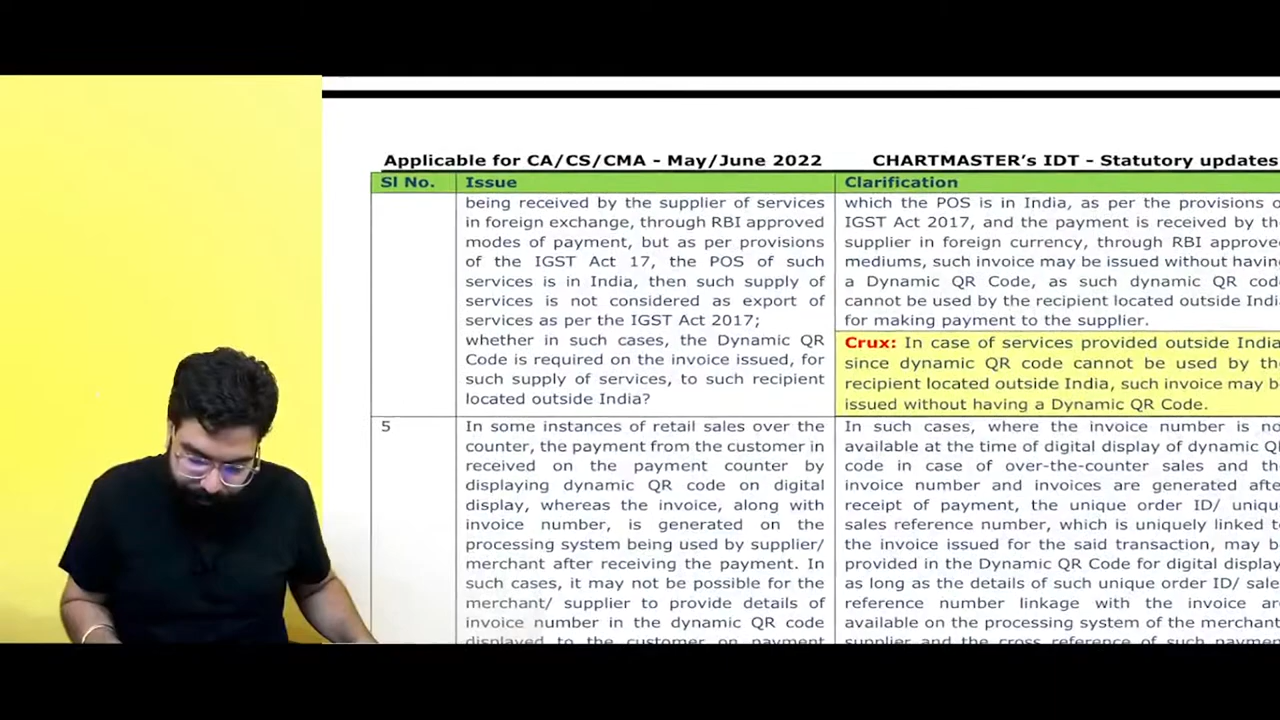 Applicable for CA/CS/CMA - May/June 2022
CHARTMASTER's IDT - Statutory updates
Sl No.
Issue
Clarification
being received by the supplier of services
in foreign exchange, through RBI approved
modes of payment, but as per provisions
of the IGST Act 17, the POS of such
services is in India, then such supply of
services is not considered as export of
services as per the IGST Act 2017;
whether in such cases, the Dynamic QR
Code is required on the invoice issued, for
such supply of services, to such recipient
located outside India?
which the POS is in India, as per the provisions
IGST Act 2017, and the payment is received by the
supplier in foreign currency, through RBI approved
mediums, such invoice may be issued without having
a Dynamic QR Code, as such dynamic QR code
cannot be used by the recipient located outside
for making payment to the supplier.
Crux: In case of services provided outside India
since dynamic QR code cannot be used by the
recipient located outside India, such invoice may be
issued without having a Dynamic QR Code.
5
In some instances of retail sales over the
counter, the payment from the customer in
received on the payment counter by
displaying dynamic QR code on digital
display, whereas the invoice, along with
invoice number, is generated on the
processing system being used by supplier/
merchant after receiving the payment. In
such cases, it may not be possible for the
merchant/ supplier to provide details of
invoice number in the dynamic QR code
displayed to the customer on payment
In such cases, where the invoice number is
available at the time of digital display of dynamic
code in case of over-the-counter sales and the
invoice number and invoices are generated after
receipt of payment, the unique order ID/
sales reference number, which is uniquely linked
the invoice issued for the said transaction, may
provided in the Dynamic QR Code for digital display
as long as the details of such unique order ID/
reference number linkage with the invoice
available on the processing system of the merchant
supplier and the cross reference of such